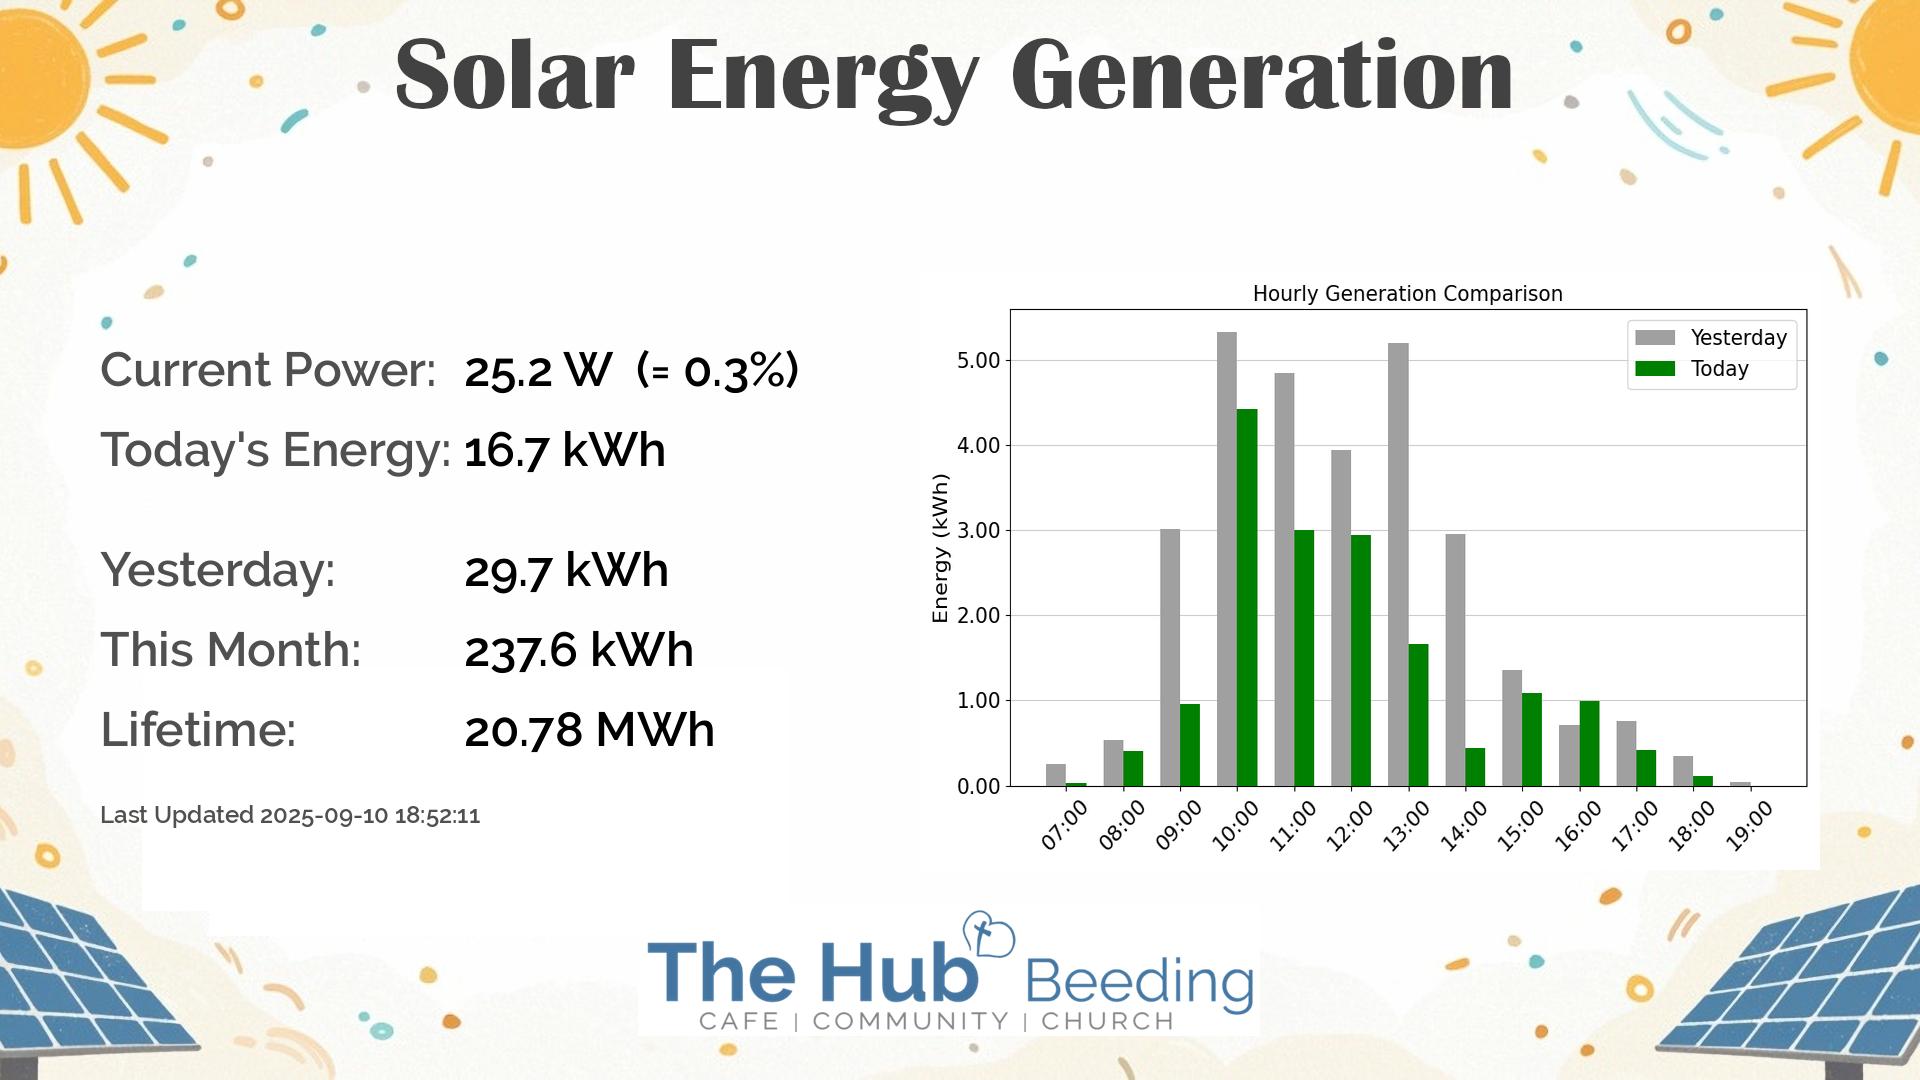 Solar Energy Generation
Current Power: 25.2 W (= 0.3%)
Today's Energy: 16.7 kWh
Yesterday: 29.7 kWh
This Month: 237.6 kWh
Lifetime: 20.78 MWh
Last Updated 2025-09-10 18:52:11
Hourly Generation Comparison
Yesterday
Today
Energy (kWh)
5.00
4.00
3.00
2.00
1.00
0.00
07:00 08:00 09:00 10:00 11:00 12:00 13:00 14:00 15:00 16:00 17:00 18:00 19:00
The Hub Beeding
CAFE | COMMUNITY | CHURCH